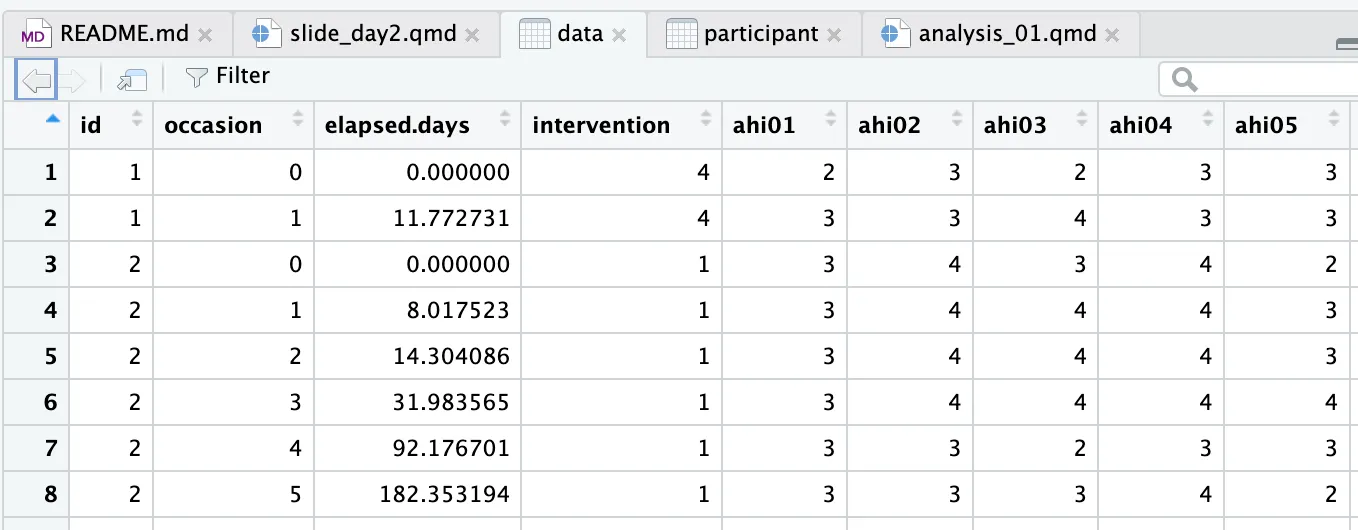 MD README.md slide_day2.qmd data participant analysis_01.qmd
Filter
id occasion elapsed.days intervention ahi01 ahi02 ahi03 ahi04 ahi05
1 1 0 0.000000 4 2 3 2 3 3
2 1 1 11.772731 4 3 3 4 3 3
3 2 0 0.000000 1 3 4 3 4 2
4 2 1 8.017523 1 3 4 4 4 3
5 2 2 14.304086 1 3 4 4 4 3
6 2 3 31.983565 1 3 4 4 4 4
7 2 4 92.176701 1 3 3 2 3 3
8 2 5 182.353194 1 3 3 3 4 2